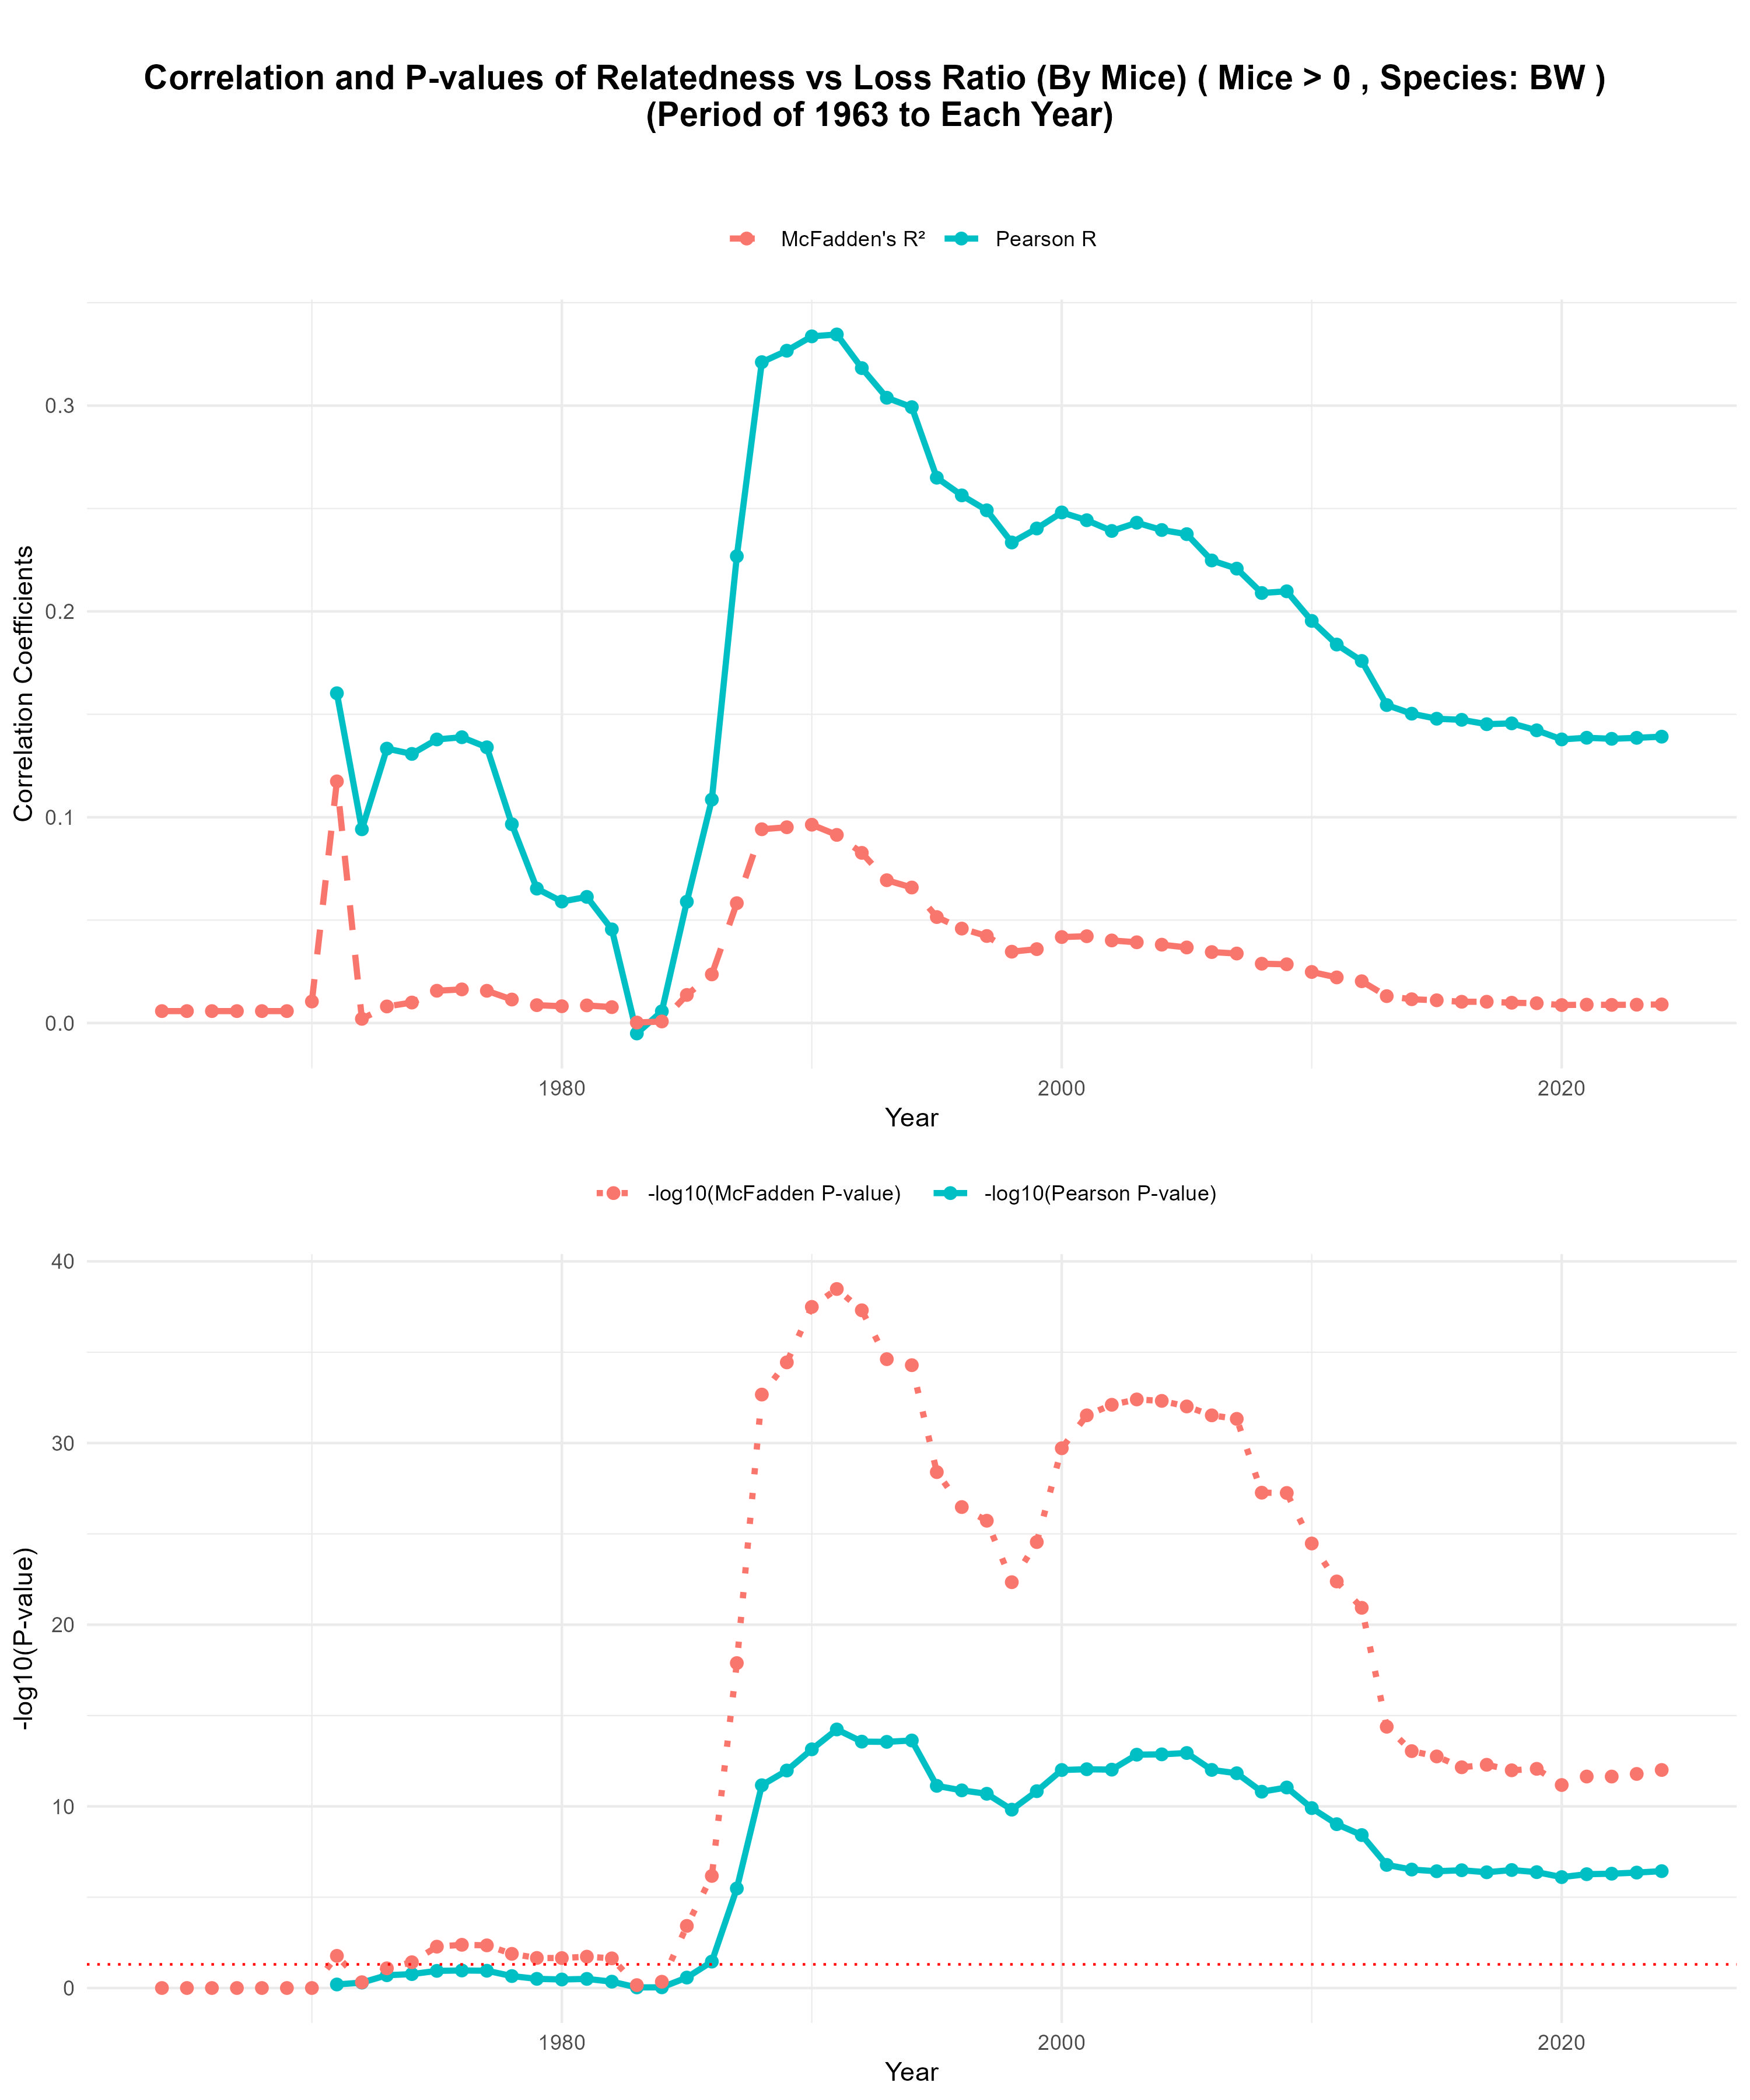 Correlation and P-values of Relatedness vs Loss Ratio (By Mice) ( Mice > 0 , Species: BW )
(Period of 1963 to Each Year)
McFadden's R² Pearson R
Correlation Coefficients
0.3
0.2
0.1
0.0
1980 2000 2020
Year
-log10(McFadden P-value) -log10(Pearson P-value)
-log10(P-value)
40
30
20
10
0
1980 2000 2020
Year